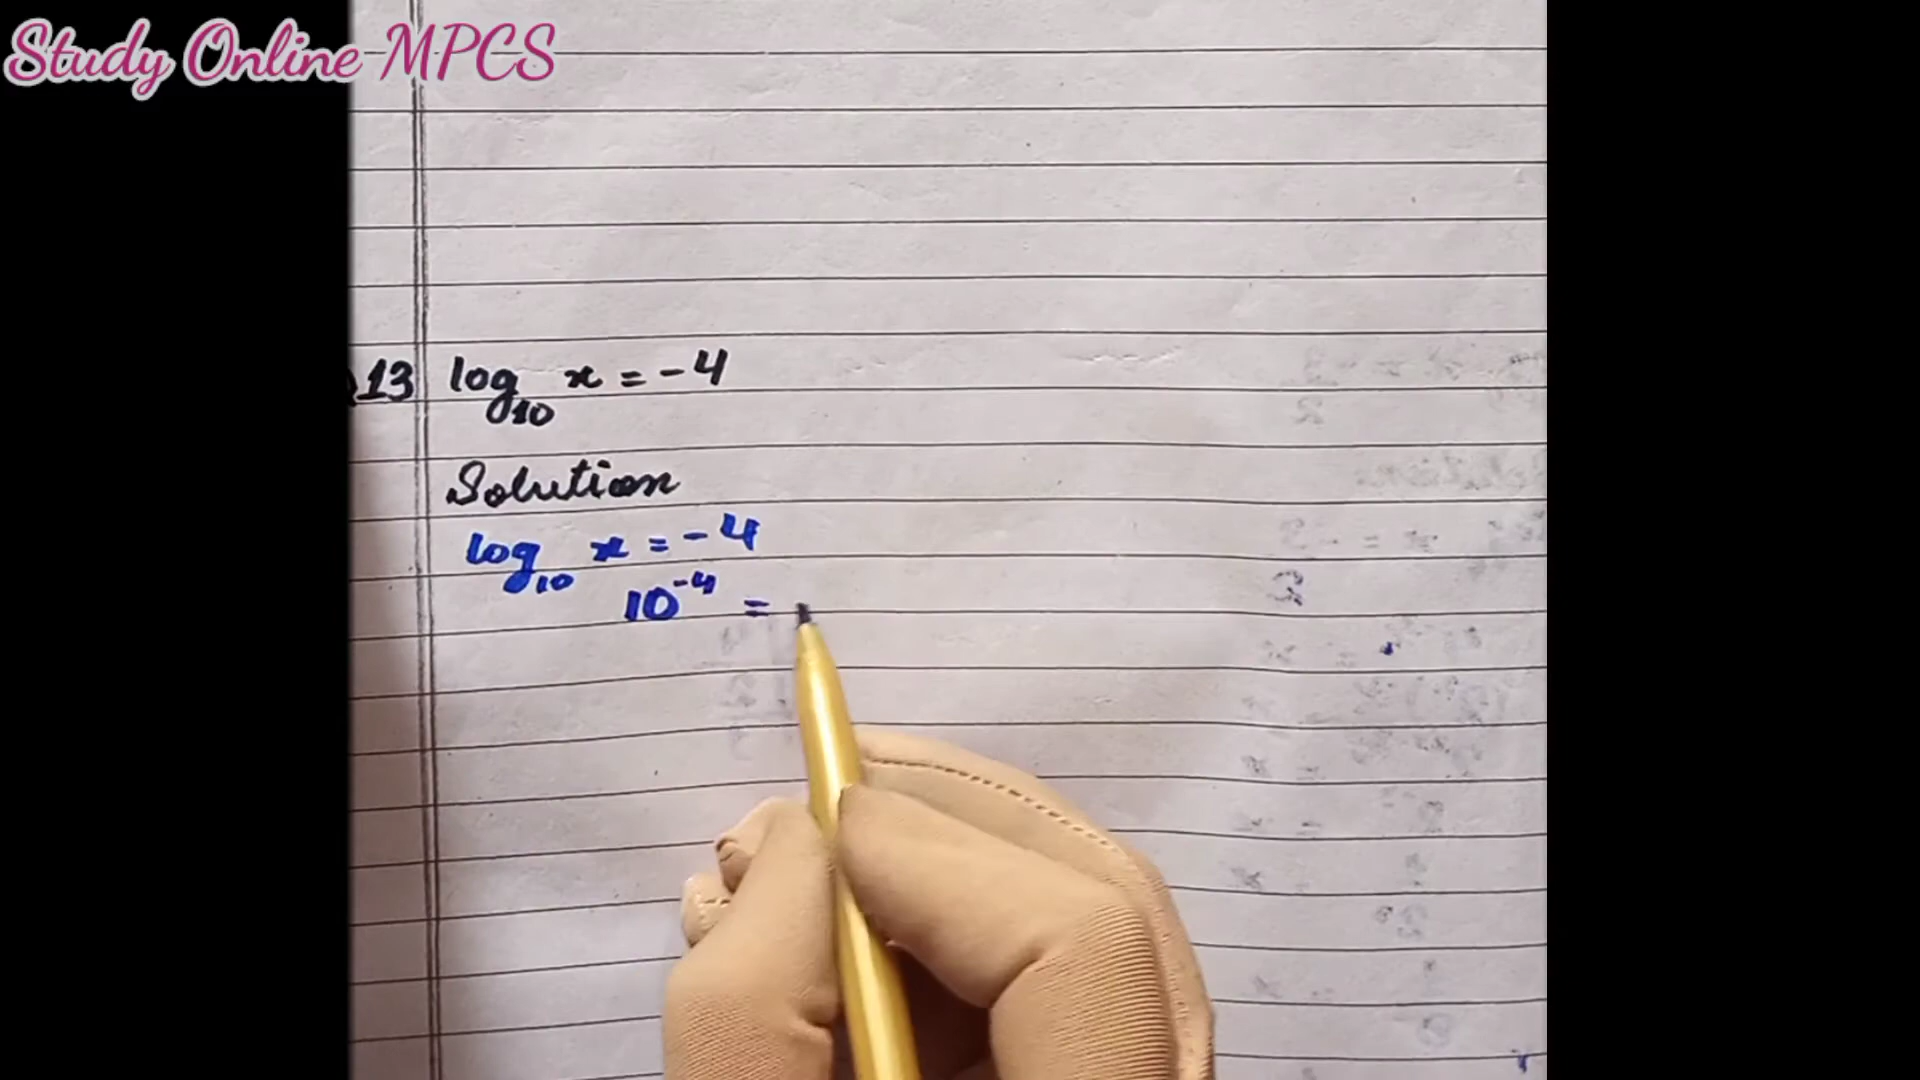 Study Online MPCS
13 log₁₀ x = -4
Solution
log₁₀ x = -4
10⁻⁴ =